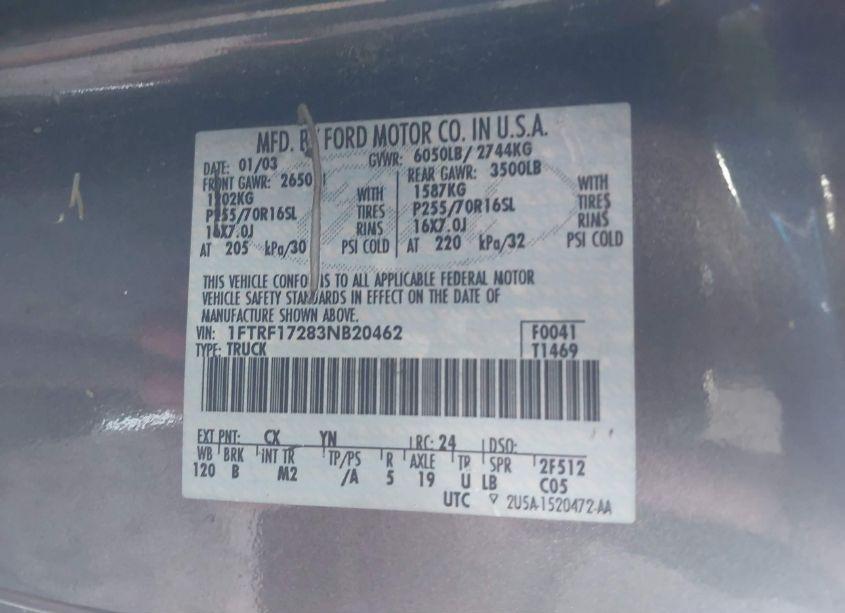 MFD. BY FORD MOTOR CO. IN U.S.A.
DATE: 01/03 GVWR: 6050LB/ 2744KG
FRONT GAWR: 2650 REAR GAWR: 3500LB
1202KG WITH 1587KG WITH
P255/70R16SL TIRES P255/70R16SL TIRES
16X7.0J RIMS 16X7.0J RIMS
AT 205 kPa/30 PSI COLD AT 220 kPa/32 PSI COLD
THIS VEHICLE CONFORMS TO ALL APPLICABLE FEDERAL MOTOR
VEHICLE SAFETY STANDARDS IN EFFECT ON THE DATE OF
MANUFACTURE SHOWN ABOVE.
VIN: 1FTRF17283NB20462 F0041
TYPE: TRUCK T1469
EXT PNT: CX YN RC: 24 DSO:
WB BRK INT TR TP/PS R AXLE TR SPR 2F512
120 B M2 /A 5 19 U LB C05
UTC ▽ 2U5A-1520472-AA